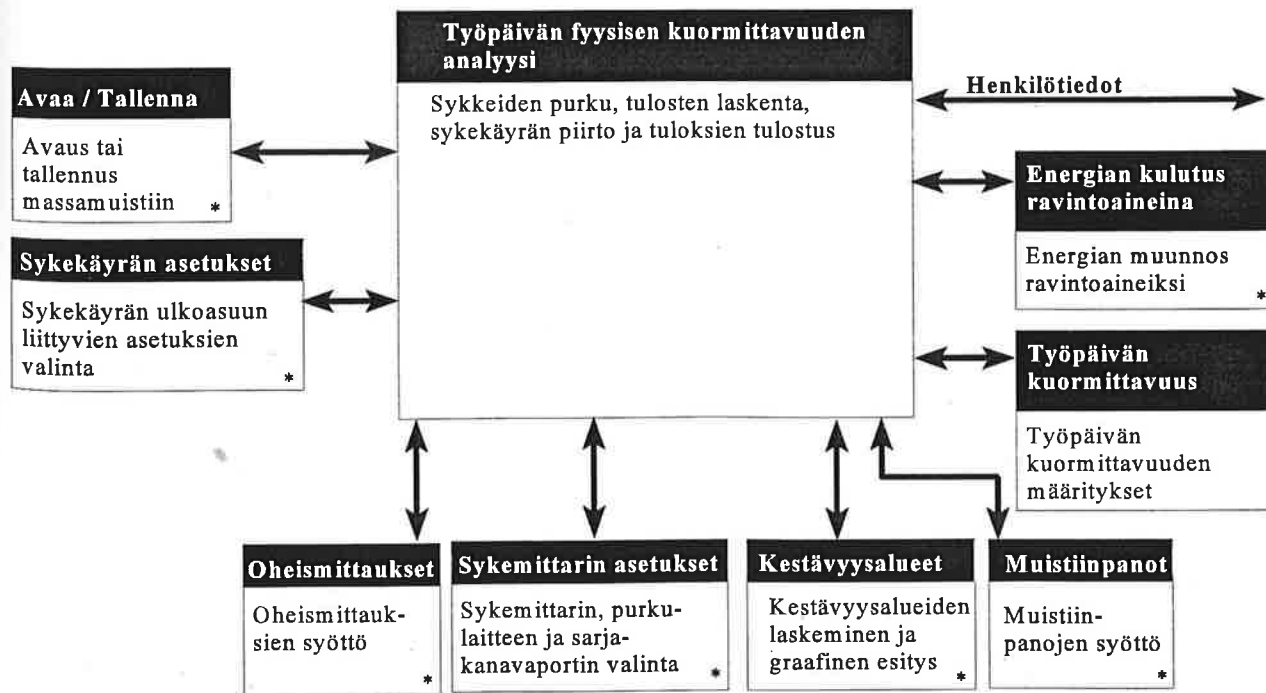 Työpäivän fyysisen kuormittavuuden
analyysi
Sykkeiden purku, tulosten laskenta,
sykekäyrän piirto ja tuloksien tulostus
Avaa / Tallenna
Avaus tai
tallennus
massamuistiin *
Sykekäyrän asetukset
Sykekäyrän ulkoasuun
liittyvien asetuksien
valinta *
Henkilötiedot
Energian kulutus
ravintoaineina
Energian muunnos
ravintoaineiksi *
Työpäivän
kuormittavuus
Työpäivän
kuormittavuuden
määritykset
Oheismittaukset
Oheismittauk-
sien syöttö
*
Sykemittarin asetukset
Sykemittarin, purku-
laitteen ja sarja-
kanavaportin valinta *
Kestävyysalueet
Kestävyysalueiden
laskeminen ja
graafinen esitys *
Muistiinpanot
Muistiin-
panojen syöttö
*